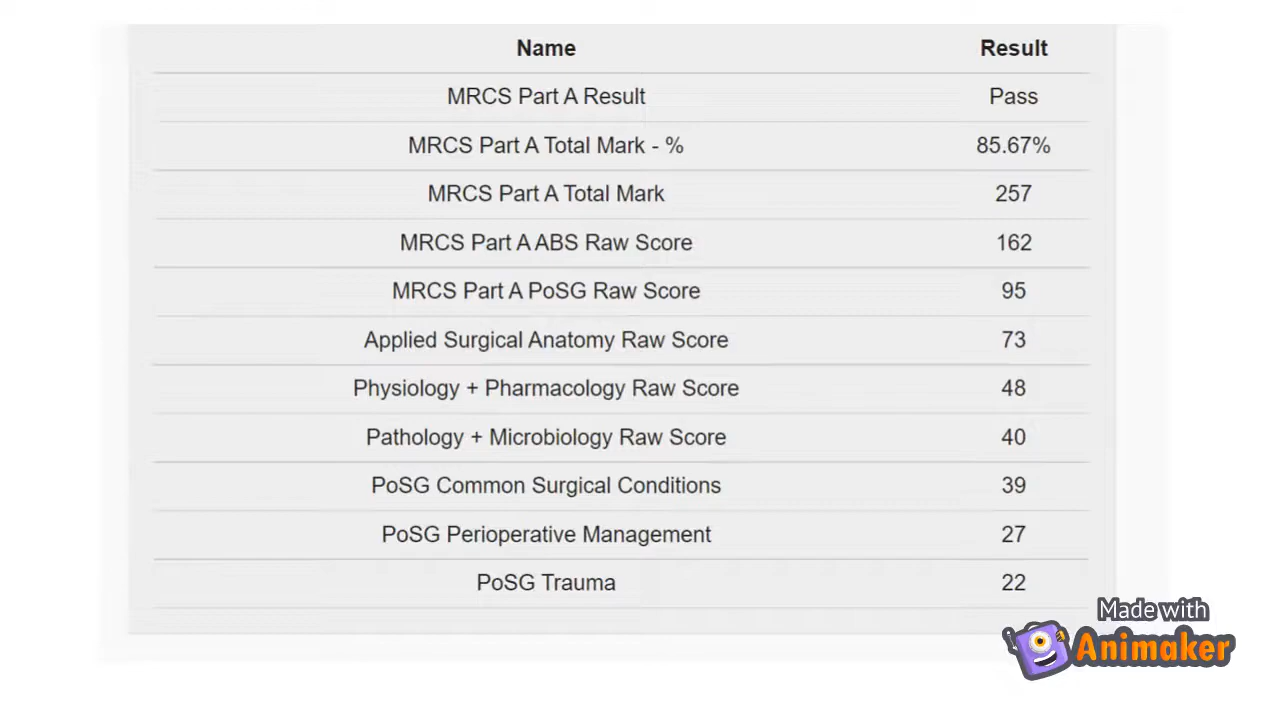 Name Result
MRCS Part A Result Pass
MRCS Part A Total Mark - % 85.67%
MRCS Part A Total Mark 257
MRCS Part A ABS Raw Score 162
MRCS Part A PoSG Raw Score 95
Applied Surgical Anatomy Raw Score 73
Physiology + Pharmacology Raw Score 48
Pathology + Microbiology Raw Score 40
PoSG Common Surgical Conditions 39
PoSG Perioperative Management 27
PoSG Trauma 22
Made with
Animaker